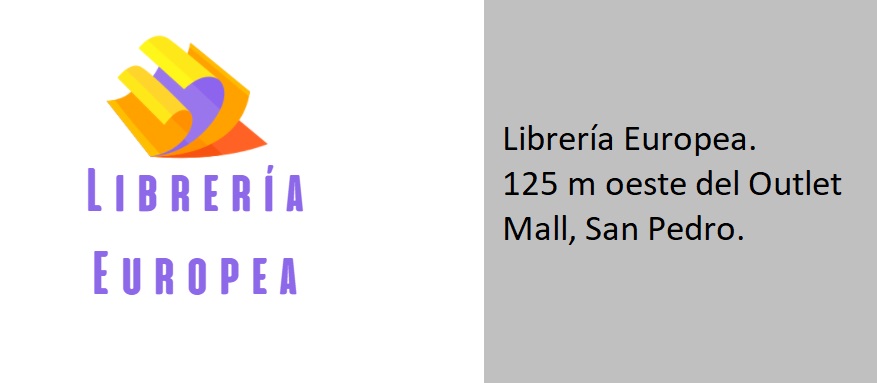 LIBRERÍA
EUROPEA
Librería Europea.
125 m oeste del Outlet
Mall, San Pedro.